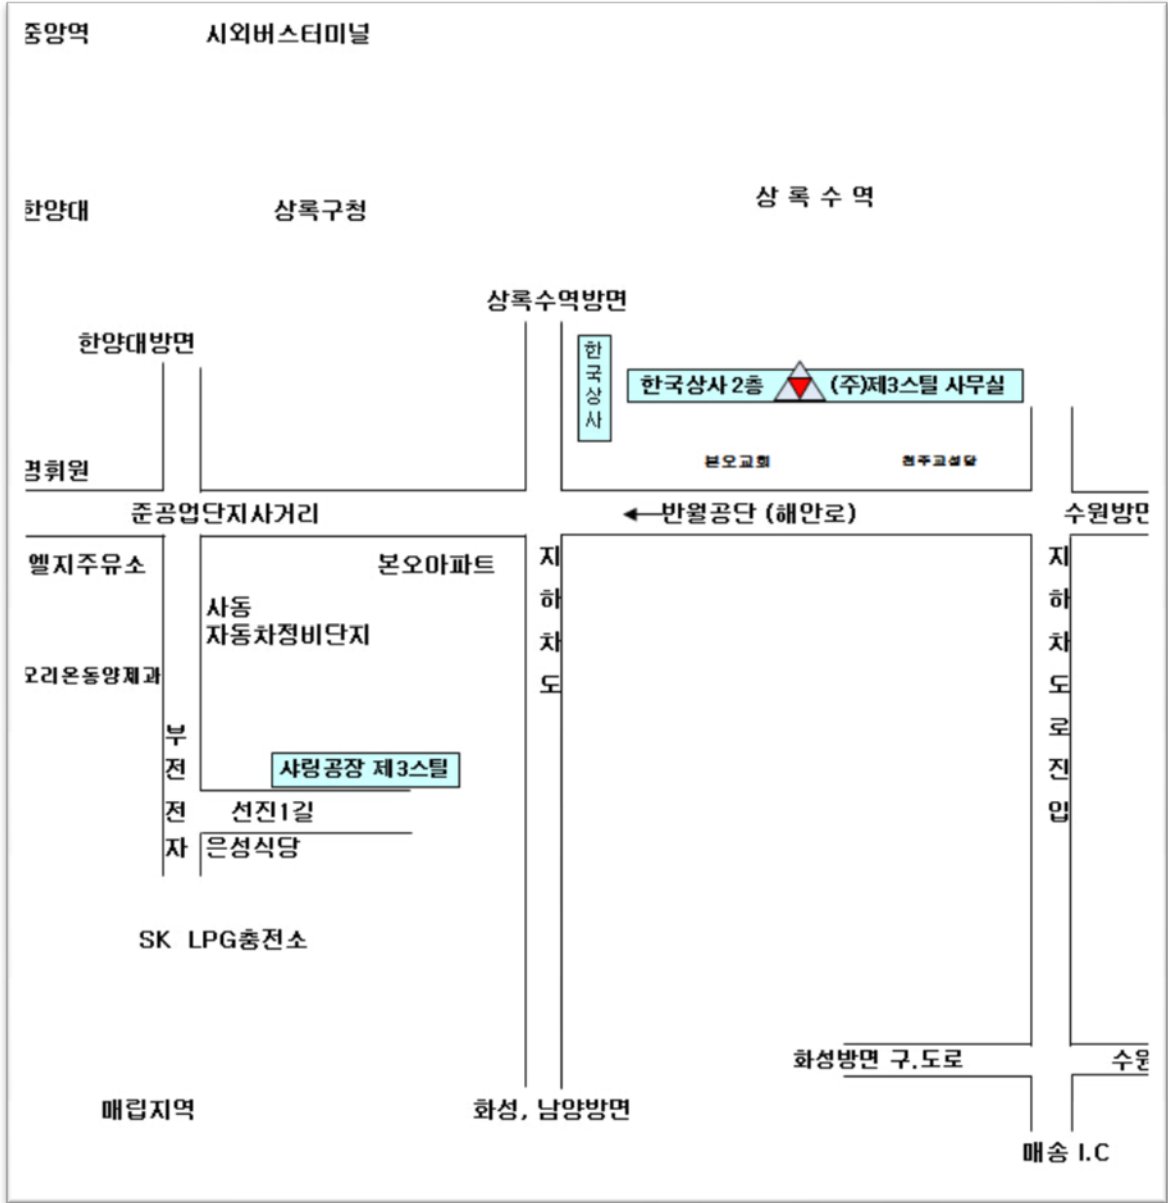 중앙역
시외버스터미널
한양대
상록구청
상 록 수 역
상록수역방면
한양대방면
한국상사
한국상사 2층
(주)제3스틸 사무실
본오교회
천주교성당
경휘원
준공업단지사거리
←반월공단 (해안로)
수원방면
엘지주유소
본오아파트
지하차도
지하차도로진입
사동
자동차정비단지
오리온동양제과
부전전자
샤링공장 제3스틸
선진1길
은성식당
SK LPG충전소
화성방면 구.도로
수원
매립지역
화성, 남양방면
매송 I.C